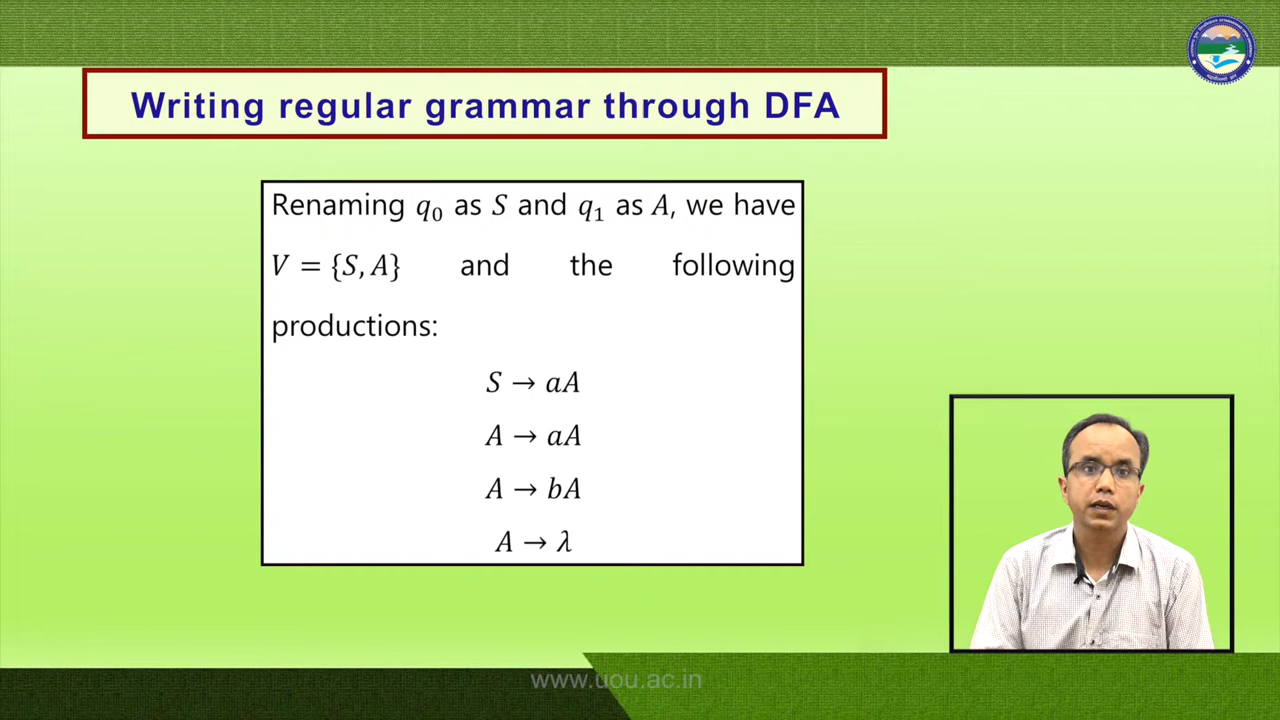 Writing regular grammar through DFA
Renaming q₀ as S and q₁ as A, we have
V = {S, A} and the following
productions:
S → aA
A → aA
A → bA
A → λ
www.uou.ac.in